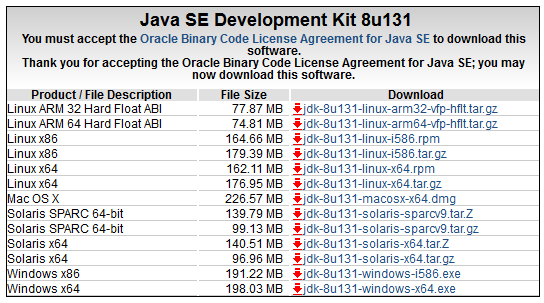 Java SE Development Kit 8u131
You must accept the Oracle Binary Code License Agreement for Java SE to download this
software.
Thank you for accepting the Oracle Binary Code License Agreement for Java SE; you may
now download this software.
Product / File Description File Size Download
Linux ARM 32 Hard Float ABI 77.87 MB jdk-8u131-linux-arm32-vfp-hflt.tar.gz
Linux ARM 64 Hard Float ABI 74.81 MB jdk-8u131-linux-arm64-vfp-hflt.tar.gz
Linux x86 164.66 MB jdk-8u131-linux-i586.rpm
Linux x86 179.39 MB jdk-8u131-linux-i586.tar.gz
Linux x64 162.11 MB jdk-8u131-linux-x64.rpm
Linux x64 176.95 MB jdk-8u131-linux-x64.tar.gz
Mac OS X 226.57 MB jdk-8u131-macosx-x64.dmg
Solaris SPARC 64-bit 139.79 MB jdk-8u131-solaris-sparcv9.tar.Z
Solaris SPARC 64-bit 99.13 MB jdk-8u131-solaris-sparcv9.tar.gz
Solaris x64 140.51 MB jdk-8u131-solaris-x64.tar.Z
Solaris x64 96.96 MB jdk-8u131-solaris-x64.tar.gz
Windows x86 191.22 MB jdk-8u131-windows-i586.exe
Windows x64 198.03 MB jdk-8u131-windows-x64.exe